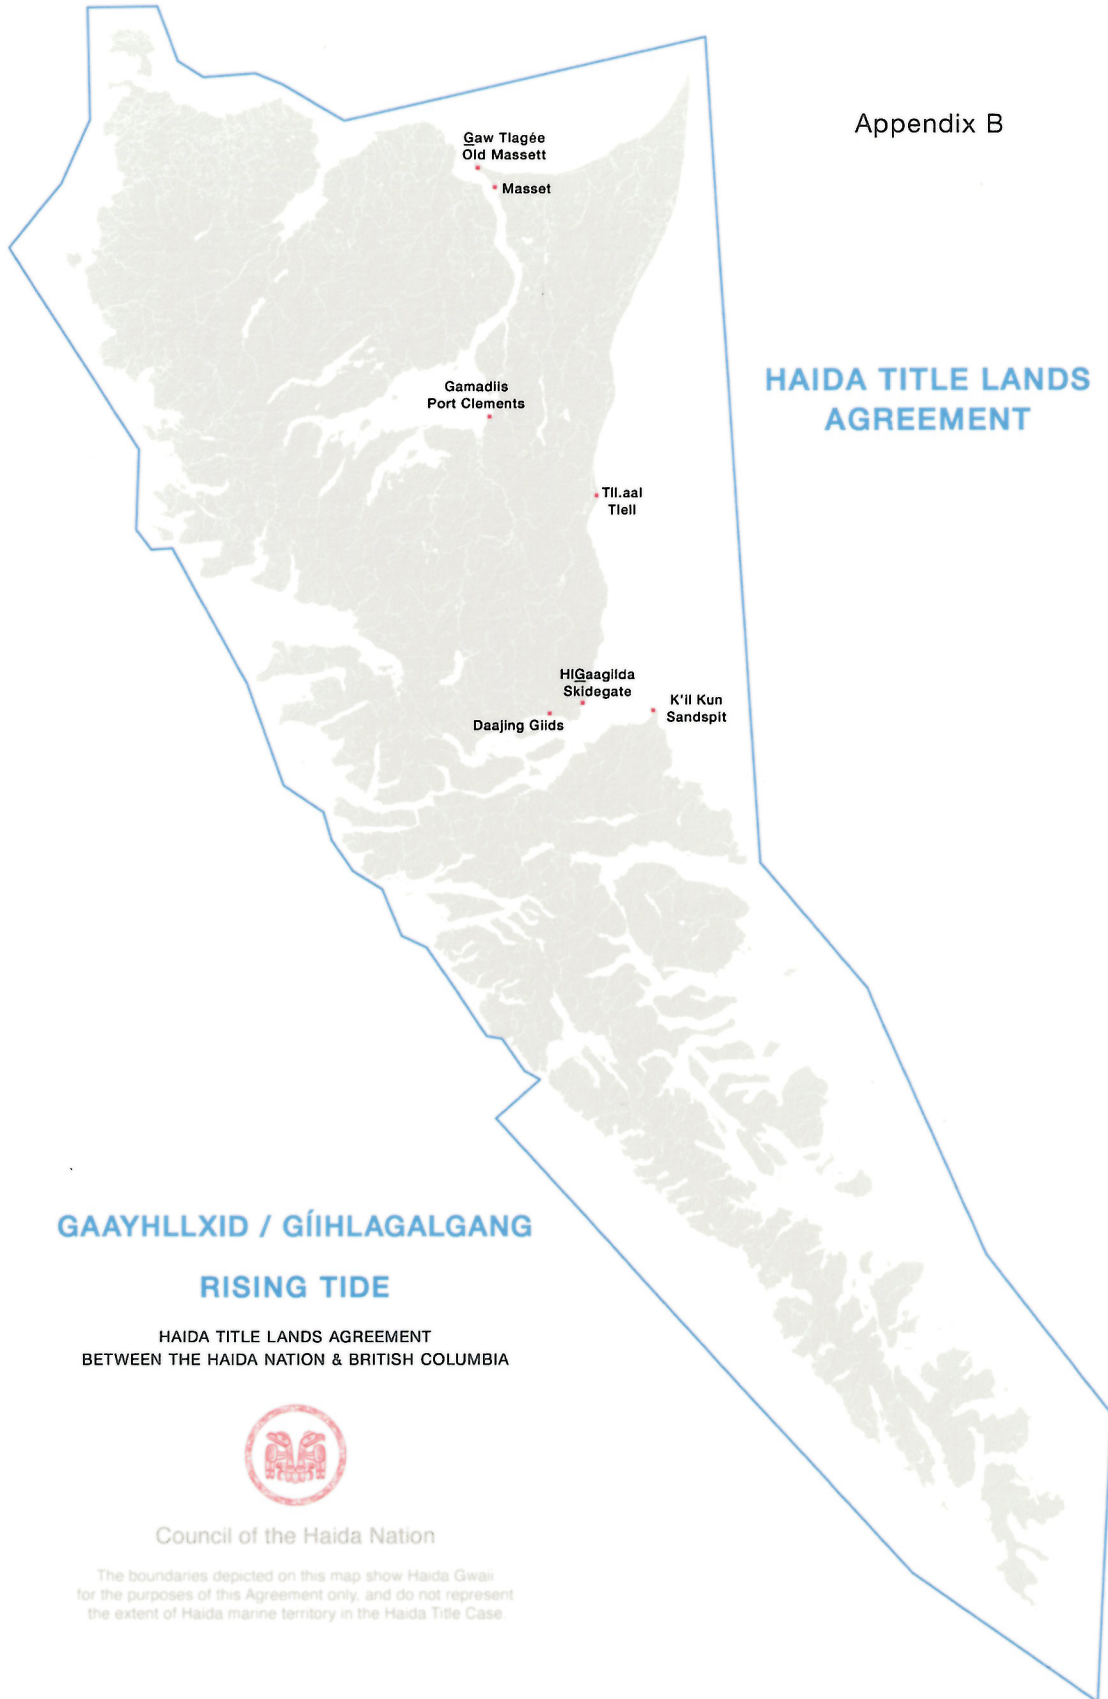 Appendix B
G̲aw Tlagée
Old Massett
Masset
HAIDA TITLE LANDS
AGREEMENT
Gamadiis
Port Clements
Tll.aal
Tlell
HlG̲aagilda
Skidegate
K'il Kun
Sandspit
Daajing Giids
GAAYHLLXID / GÍIHLAGALGANG
RISING TIDE
HAIDA TITLE LANDS AGREEMENT
BETWEEN THE HAIDA NATION & BRITISH COLUMBIA
Council of the Haida Nation
The boundaries depicted on this map show Haida Gwaii
for the purposes of this Agreement only, and do not represent
the extent of Haida marine territory in the Haida Title Case.